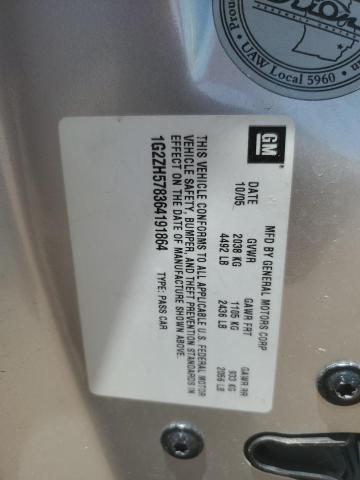 GM
MFD BY GENERAL MOTORS CORP
DATE GVWR GAWR FRT GAWR RR
10/05 2038 KG 1105 KG 933 KG
4492 LB 2436 LB 2056 LB
THIS VEHICLE CONFORMS TO ALL APPLICABLE U.S. FEDERAL MOTOR
VEHICLE SAFETY, BUMPER, AND THEFT PREVENTION STANDARDS IN
EFFECT ON THE DATE OF MANUFACTURE SHOWN ABOVE.
1G2ZH578364191864 TYPE: PASS CAR
UAW Local 5960